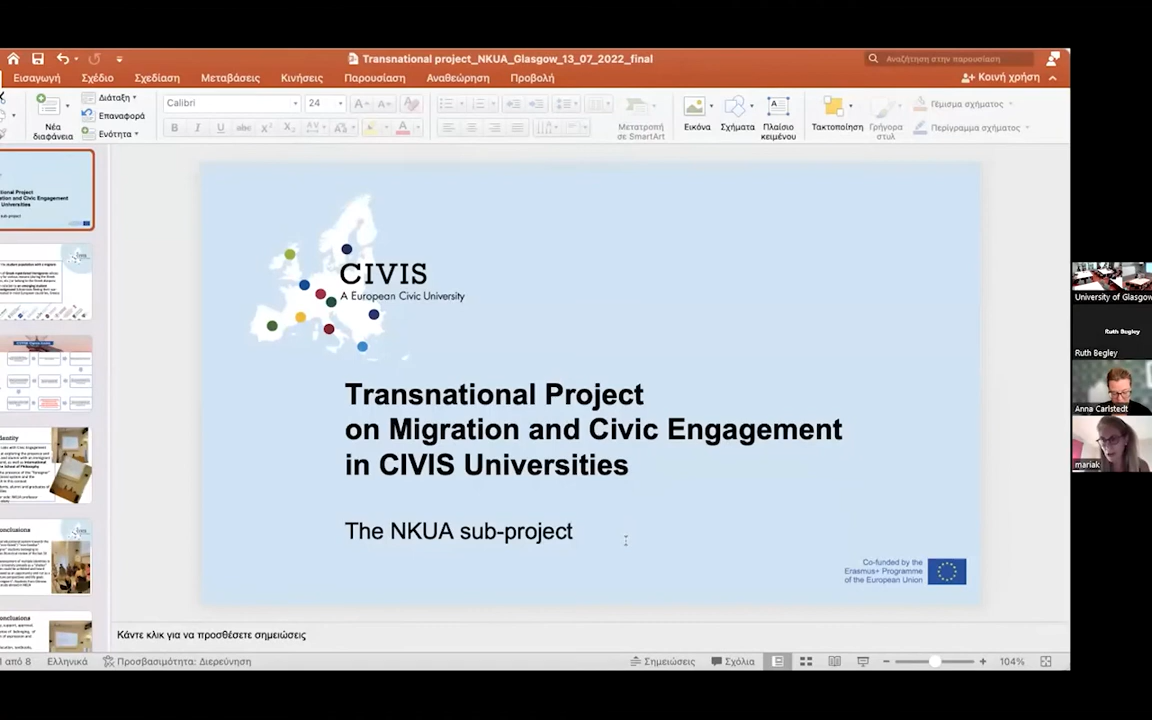 Transnational project_NKUA_Glasgow_13_07_2022_final
Αναζήτηση στην παρουσίαση
Εισαγωγή Σχέδιο Σχεδίαση Μεταβάσεις Κινήσεις Παρουσίαση Αναθεώρηση Προβολή
Κοινή χρήση
Νέα
διαφάνεια
Διάταξη
Επαναφορά
Ενότητα
Calibri 24
Μετατροπή
σε SmartArt
Εικόνα
Σχήματα
Πλαίσιο
κειμένου
Τακτοποίηση
Γρήγορα
στυλ
Γέμισμα σχήματος
Περίγραμμα σχήματος
CIVIS
A European Civic University
Transnational Project
on Migration and Civic Engagement
in CIVIS Universities
The NKUA sub-project
Co-funded by the
Erasmus+ Programme
of the European Union
Κάντε κλικ για να προσθέσετε σημειώσεις
1 από 8 Ελληνικά Προσβασιμότητα: Διερεύνηση
Σημειώσεις Σχόλια 104%
University of Glasgow
Ruth Begley
Ruth Begley
Anna Carlstedt
mariak